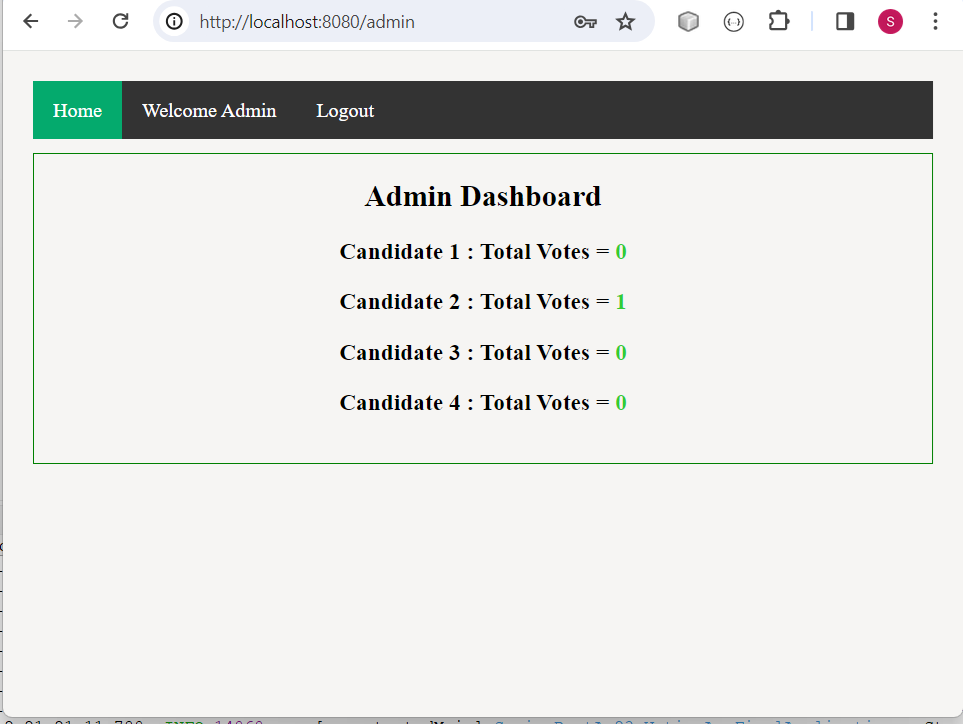 http://localhost:8080/admin
S
Home Welcome Admin Logout
Admin Dashboard
Candidate 1 : Total Votes = 0
Candidate 2 : Total Votes = 1
Candidate 3 : Total Votes = 0
Candidate 4 : Total Votes = 0